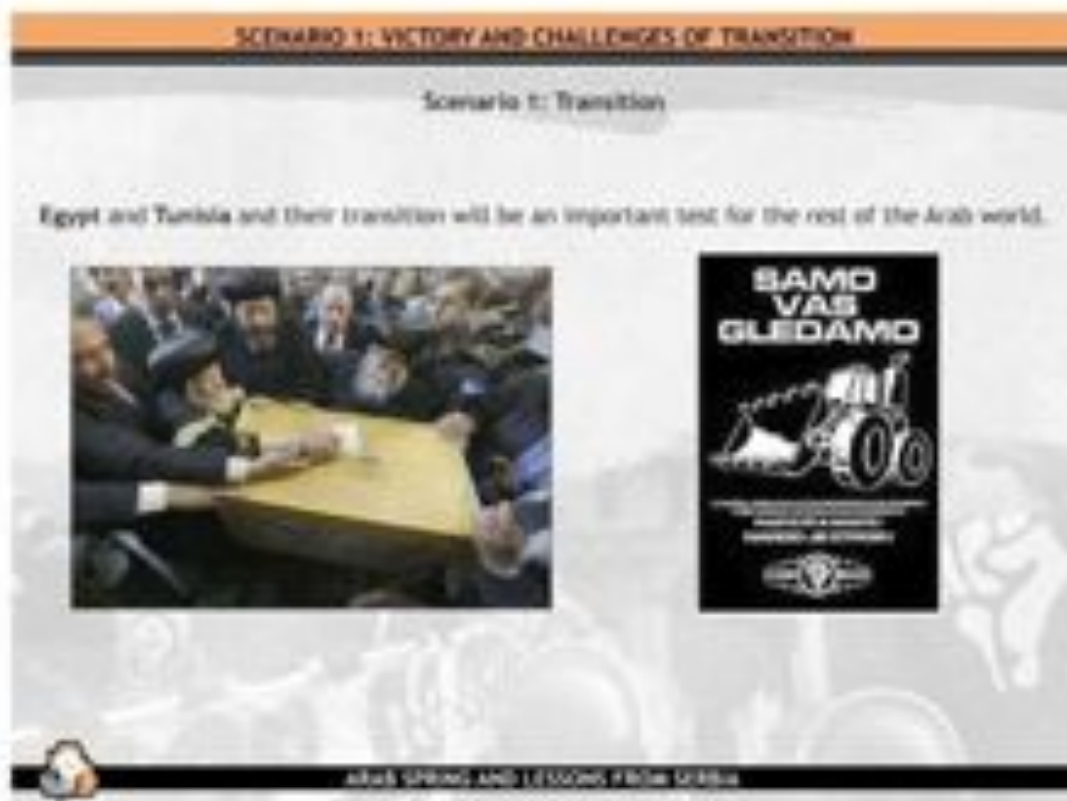 SCENARIO 1: VICTORY AND CHALLENGES OF TRANSITION
Scenario 1: Transition
Egypt and Tunisia and their transition will be an important test for the rest of the Arab world.
SAMO
VAS
GLEDAMO
ARAB SPRING AND LESSONS FROM SERBIA